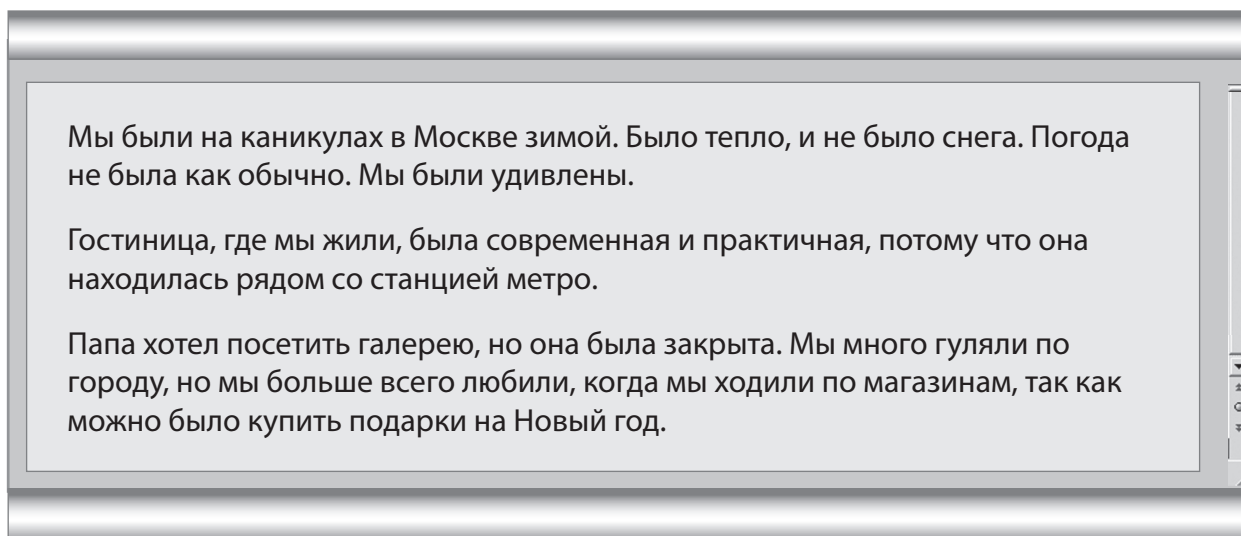 Мы были на каникулах в Москве зимой. Было тепло, и не было снега. Погода
не была как обычно. Мы были удивлены.
Гостиница, где мы жили, была современная и практичная, потому что она
находилась рядом со станцией метро.
Папа хотел посетить галерею, но она была закрыта. Мы много гуляли по
городу, но мы больше всего любили, когда мы ходили по магазинам, так как
можно было купить подарки на Новый год.